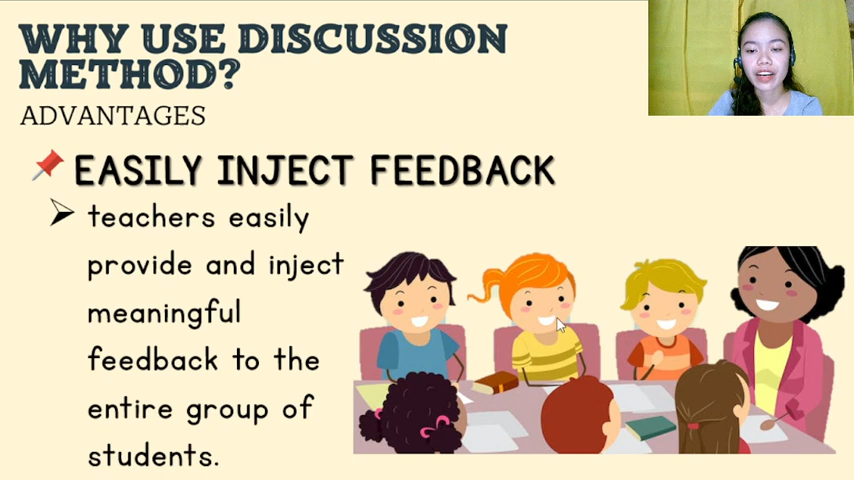 WHY USE DISCUSSION
METHOD?
ADVANTAGES
EASILY INJECT FEEDBACK
teachers easily
provide and inject
meaningful
feedback to the
entire group of
students.